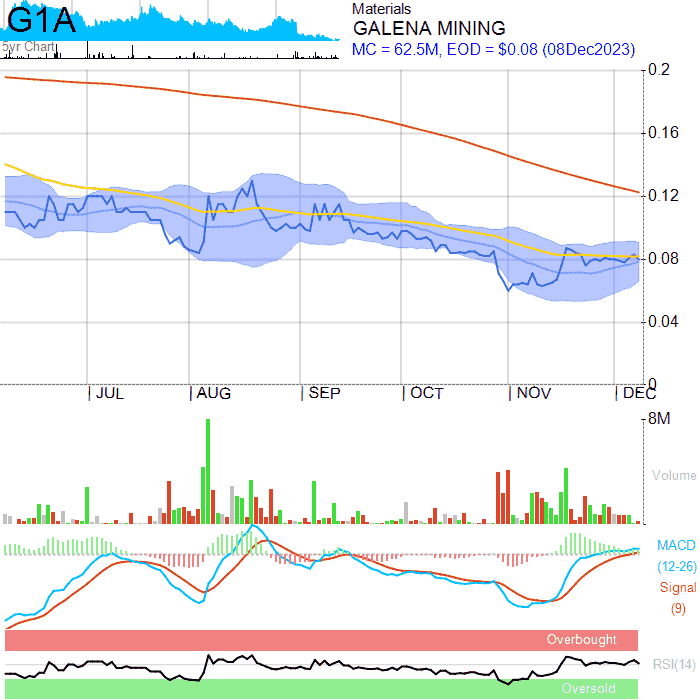 G1A
5yr Chart
Materials
GALENA MINING
MC = 62.5M, EOD = $0.08 (08Dec2023)
0.2
0.16
0.12
0.08
0.04
0
JUL AUG SEP OCT NOV DEC
8M
Volume
MACD
(12-26)
Signal
(9)
Overbought
RSI(14)
Oversold